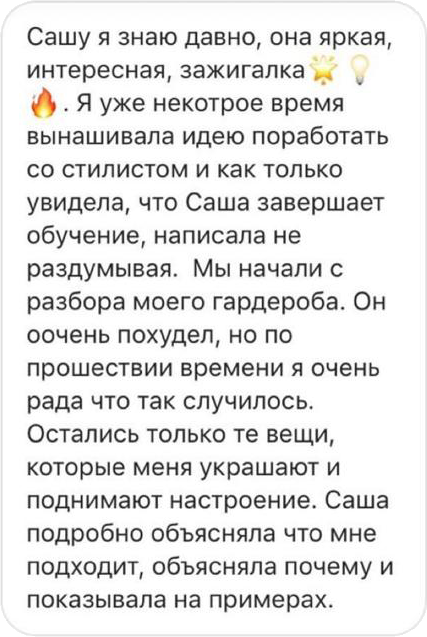 Сашу я знаю давно, она яркая,
интересная, зажигалка🌟 💡
🔥 . Я уже некотрое время
вынашивала идею поработать
со стилистом и как только
увидела, что Саша завершает
обучение, написала не
раздумывая.  Мы начали с
разбора моего гардероба. Он
оочень похудел, но по
прошествии времени я очень
рада что так случилось.
Остались только те вещи,
которые меня украшают и
поднимают настроение. Саша
подробно объясняла что мне
подходит, объясняла почему и
показывала на примерах.